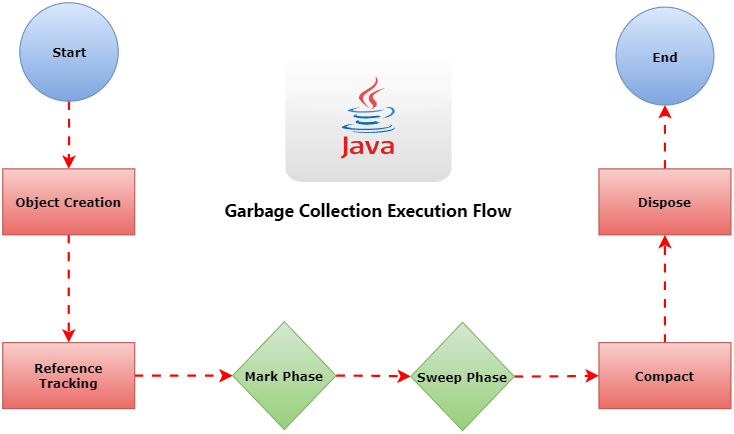 Start
End
Java
Object Creation
Garbage Collection Execution Flow
Dispose
Reference
Tracking
Mark Phase
Sweep Phase
Compact